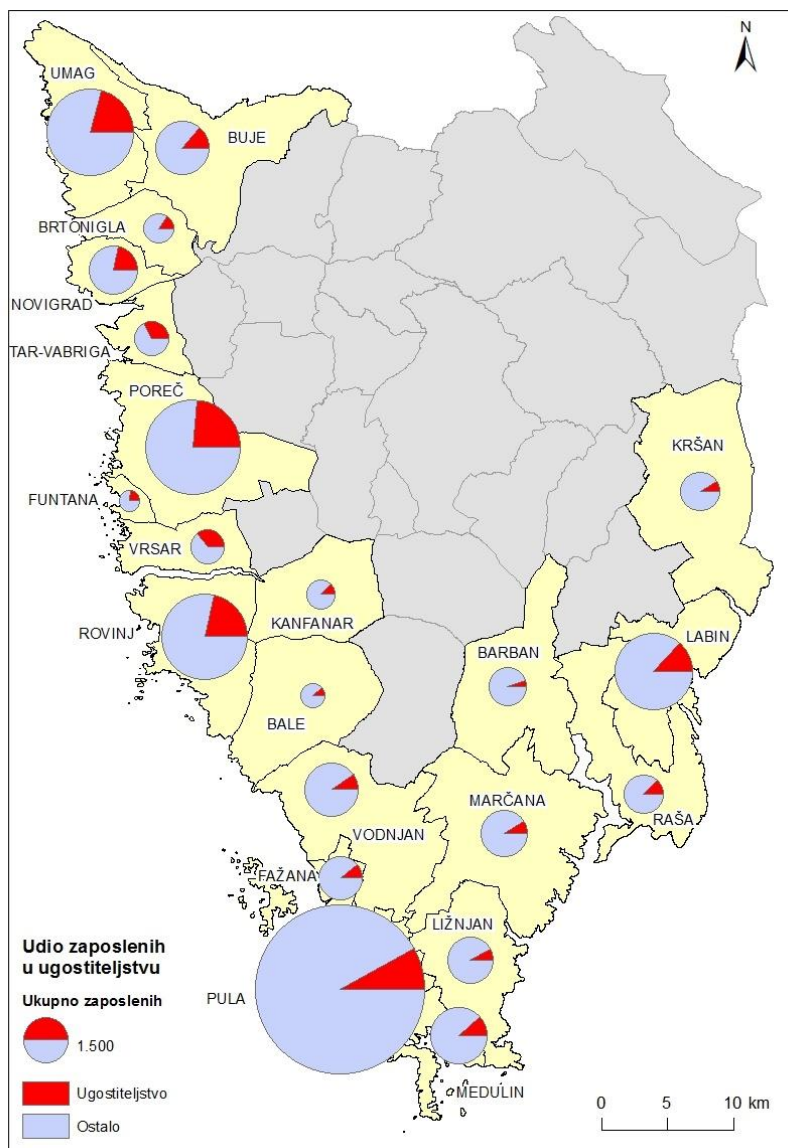 N
UMAG
BUJE
BRTONIGLA
NOVIGRAD
TAR-VABRIGA
POREČ
KRŠAN
FUNTANA
VRSAR
ROVINJ
KANFANAR
LABIN
BARBAN
BALE
MARČANA
RAŠA
VODNJAN
FAŽANA
LIŽNJAN
Udio zaposlenih
u ugostiteljstvu
Ukupno zaposlenih
PULA
1.500
Ugostiteljstvo
MEDULIN
Ostalo
0 5 10 km